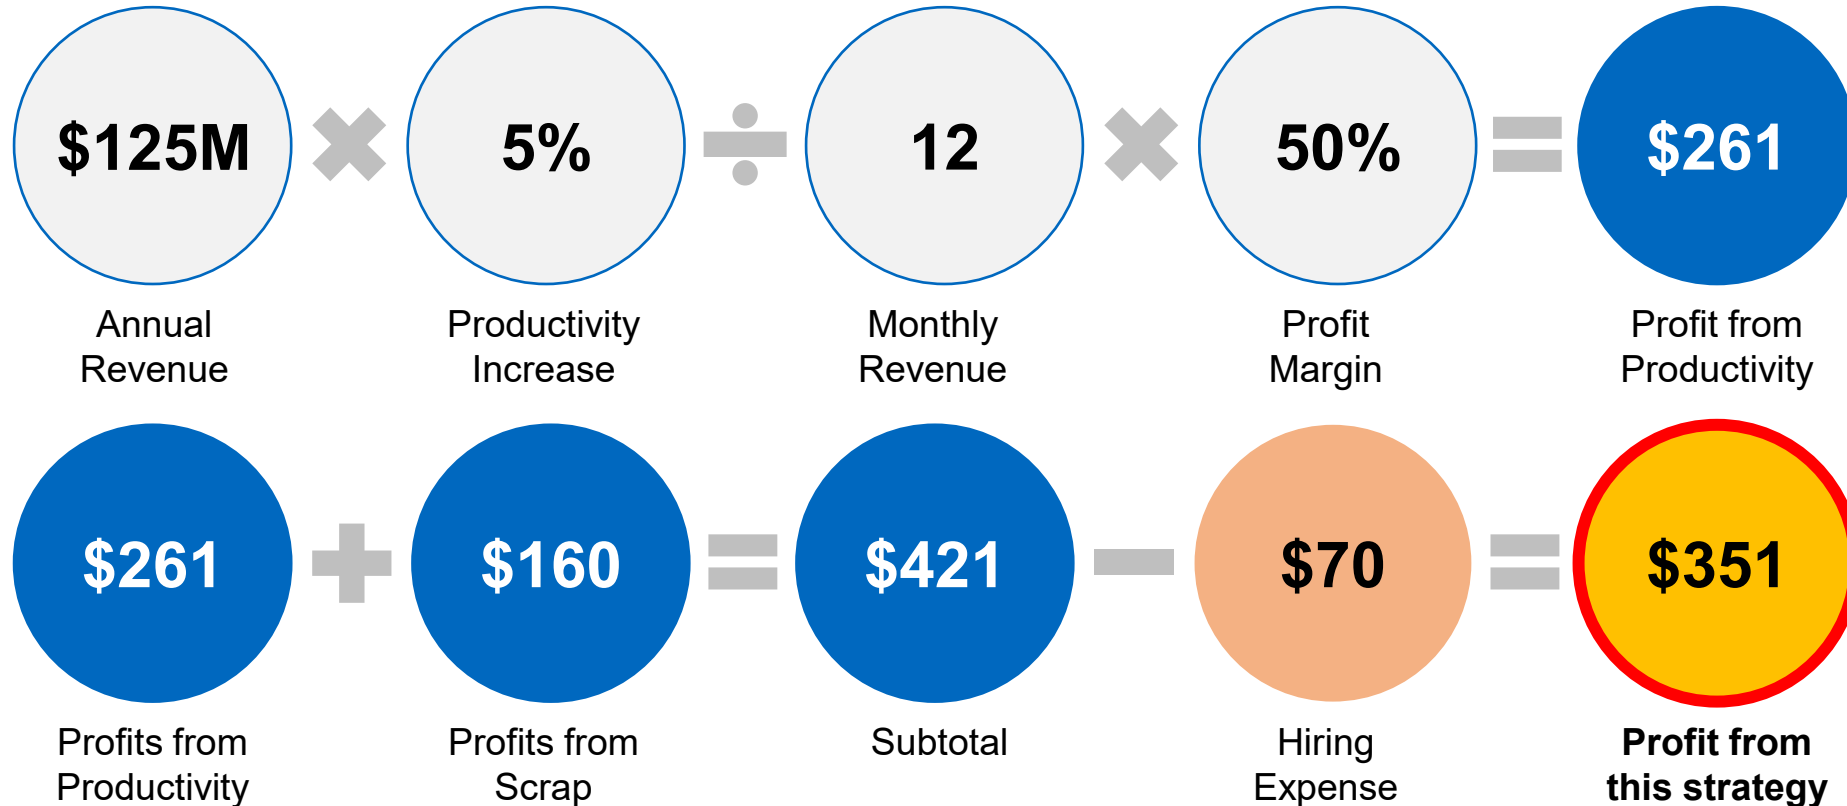 $125M
5%
12
50%
$261
Annual
Revenue
Productivity
Increase
Monthly
Revenue
Profit
Margin
Profit from
Productivity
$261
$160
$421
$70
$351
Profits from
Productivity
Profits from
Scrap
Subtotal
Hiring
Expense
Profit from
this strategy